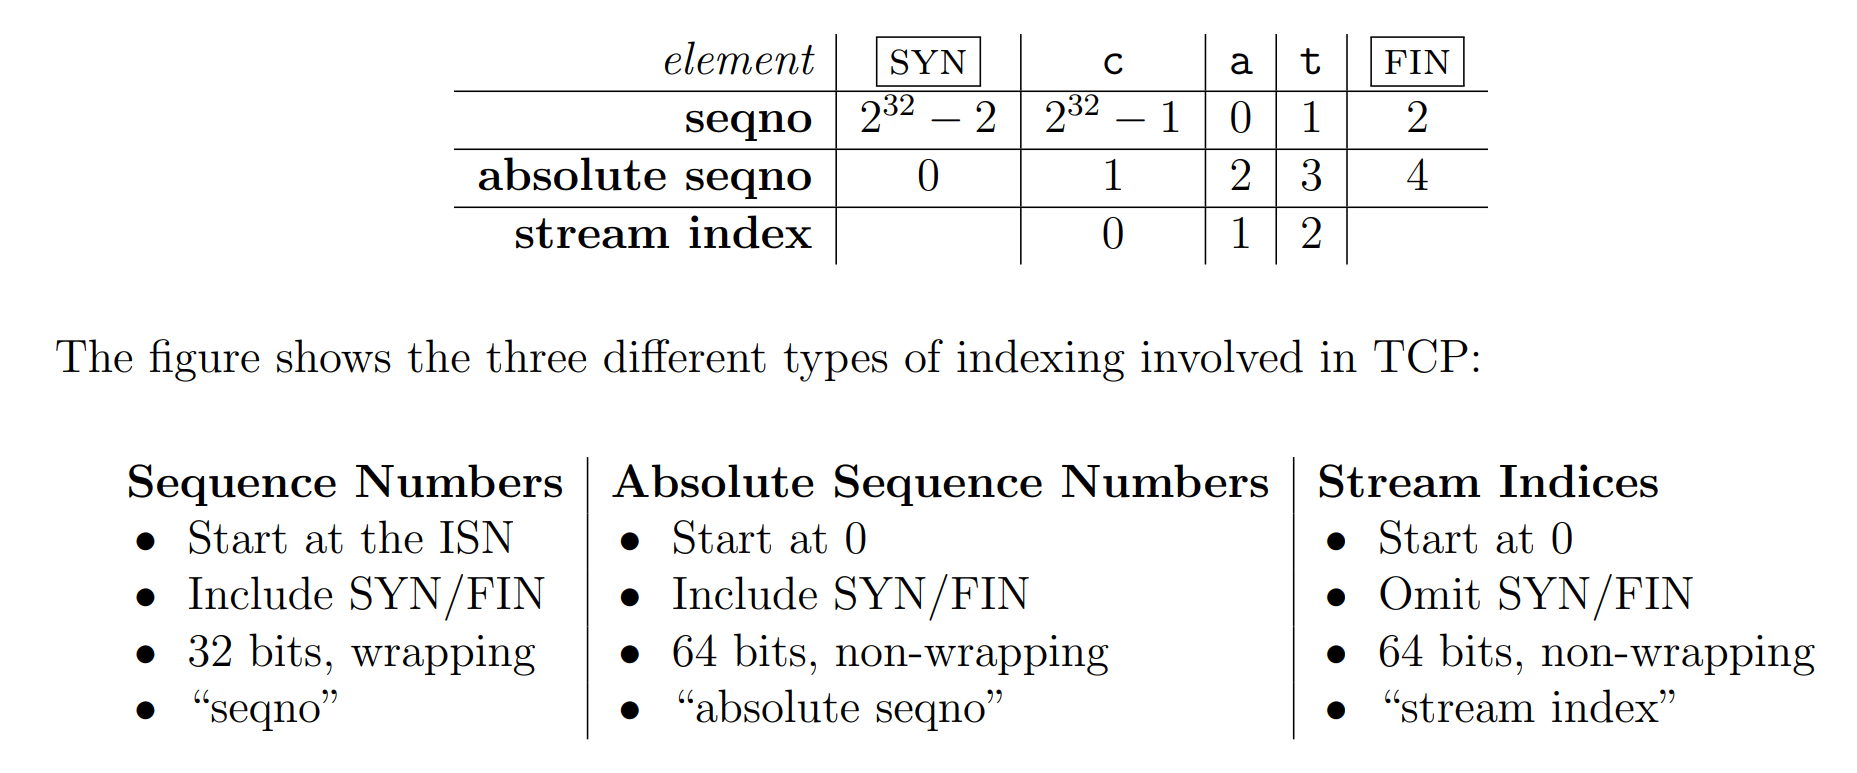 element SYN c a t FIN
seqno 2^32 − 2 2^32 − 1 0 1 2
absolute seqno 0 1 2 3 4
stream index 0 1 2
The figure shows the three different types of indexing involved in TCP:
Sequence Numbers Absolute Sequence Numbers Stream Indices
• Start at the ISN • Start at 0 • Start at 0
• Include SYN/FIN • Include SYN/FIN • Omit SYN/FIN
• 32 bits, wrapping • 64 bits, non-wrapping • 64 bits, non-wrapping
• “seqno” • “absolute seqno” • “stream index”